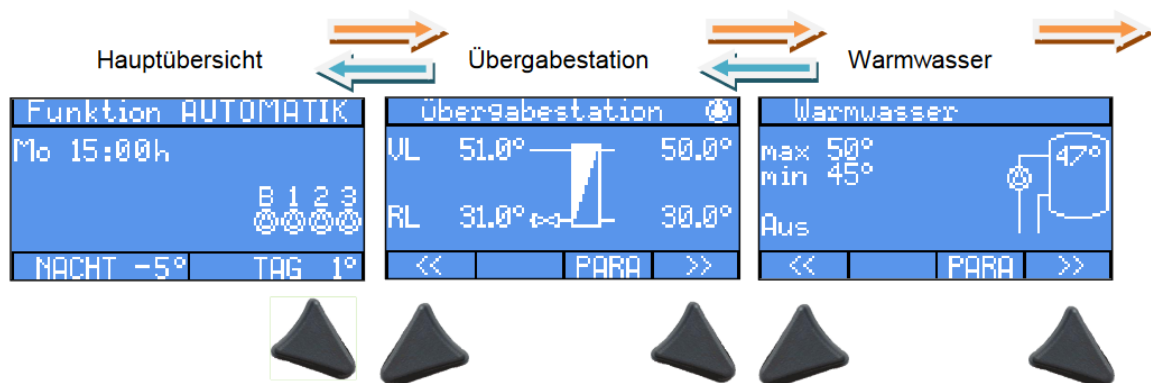 Hauptübersicht
Übergabestation
Warmwasser
Funktion AUTOMATIK
Mo 15:00h
B 1 2 3
NACHT -5° TAG 1°
Übergabestation
VL 51.0° 50.0°
RL 31.0° 30.0°
<< PARA >>
Warmwasser
max 50° 47°
min 45°
Aus
<< PARA >>